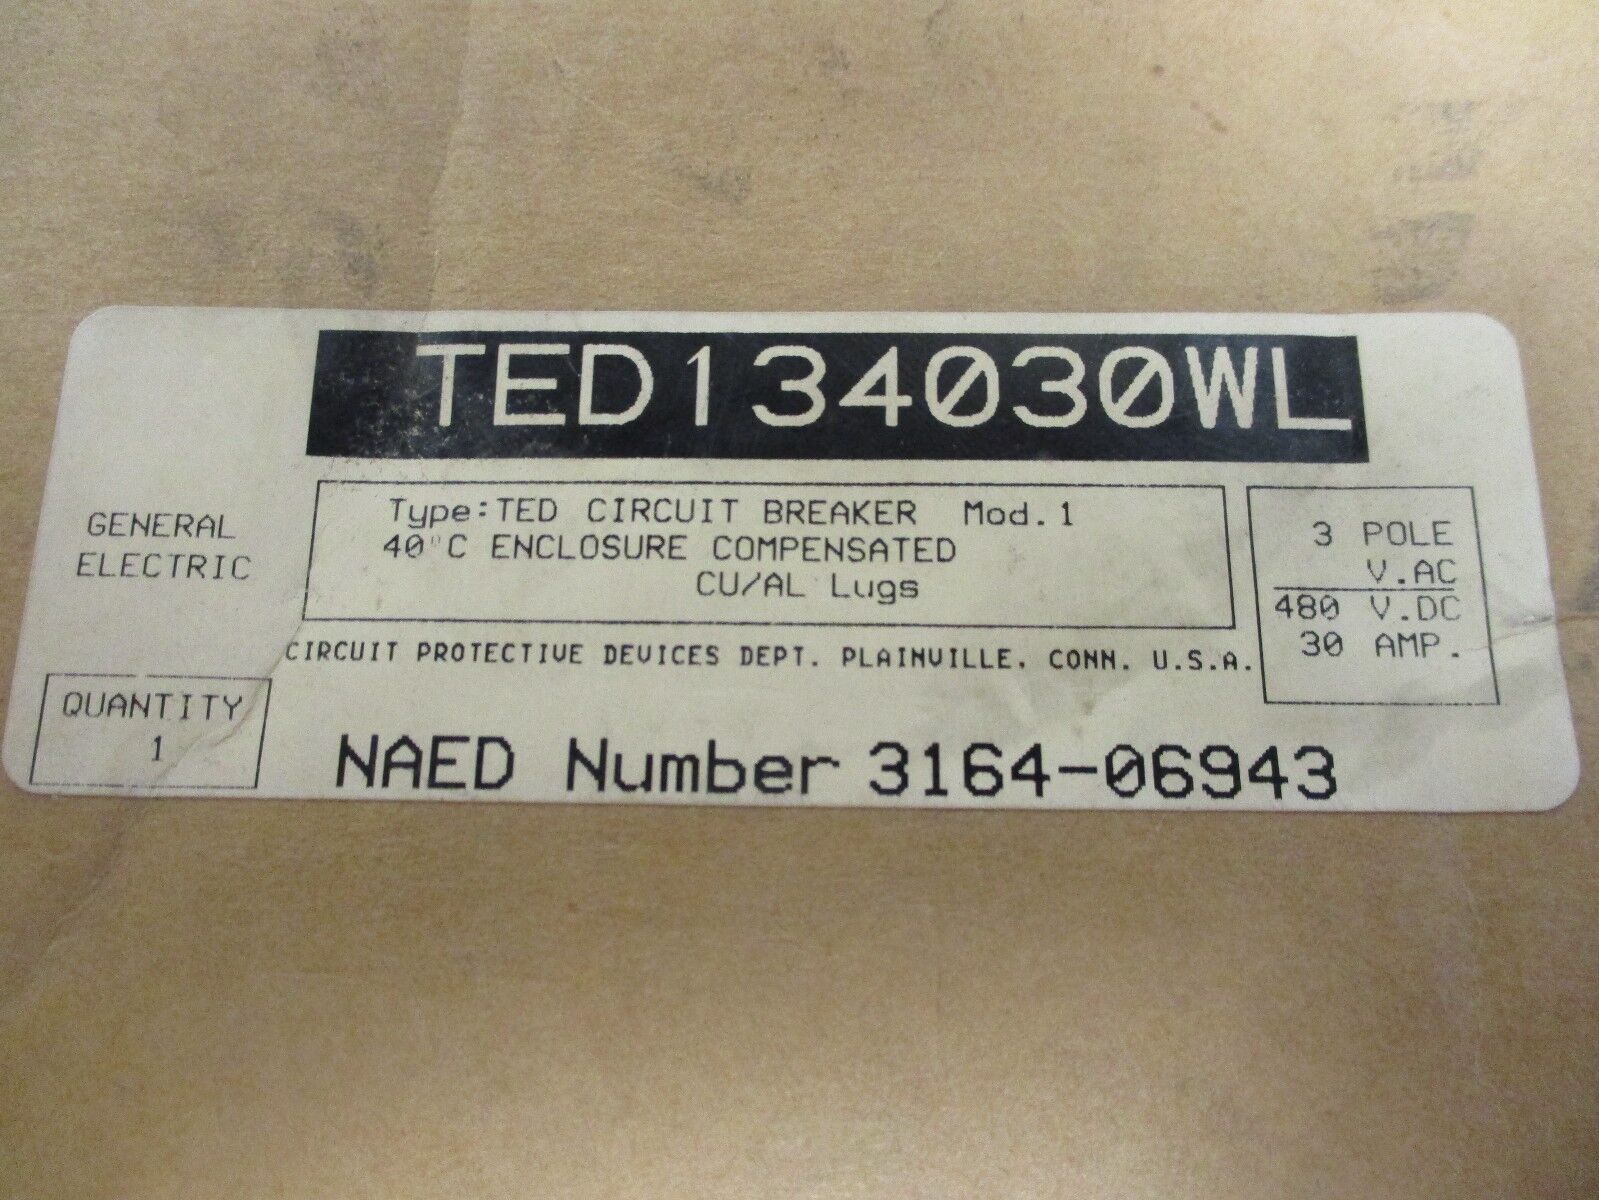 TED134030WL
GENERAL
ELECTRIC
Type:TED CIRCUIT BREAKER Mod.1
40°C ENCLOSURE COMPENSATED
CU/AL Lugs
3 POLE
V.AC
480 V.DC
30 AMP.
CIRCUIT PROTECTIVE DEVICES DEPT. PLAINVILLE, CONN. U.S.A.
QUANTITY
1
NAED Number 3164-06943